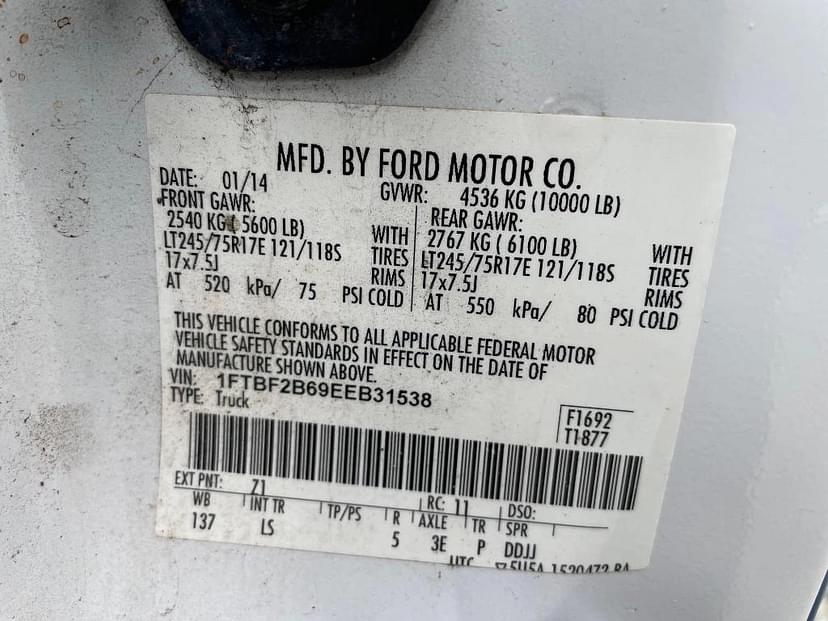 MFD. BY FORD MOTOR CO.
DATE: 01/14 GVWR: 4536 KG (10000 LB)
FRONT GAWR:
2540 KG( 5600 LB) WITH
LT245/75R17E 121/118S TIRES
17x7.5J RIMS
AT 520 kPa/ 75 PSI COLD
REAR GAWR:
2767 KG ( 6100 LB) WITH
LT245/75R17E 121/118S TIRES
17x7.5J RIMS
AT 550 kPa/ 80 PSI COLD
THIS VEHICLE CONFORMS TO ALL APPLICABLE FEDERAL MOTOR
VEHICLE SAFETY STANDARDS IN EFFECT ON THE DATE OF
MANUFACTURE SHOWN ABOVE.
VIN: 1FTBF2B69EEB31538
TYPE: Truck
F1692
T1877
EXT PNT: Z1 RC: 11 DSO:
WB INT TR TP/PS R AXLE TR SPR
137 LS 5 3E P DDJJ
UTC